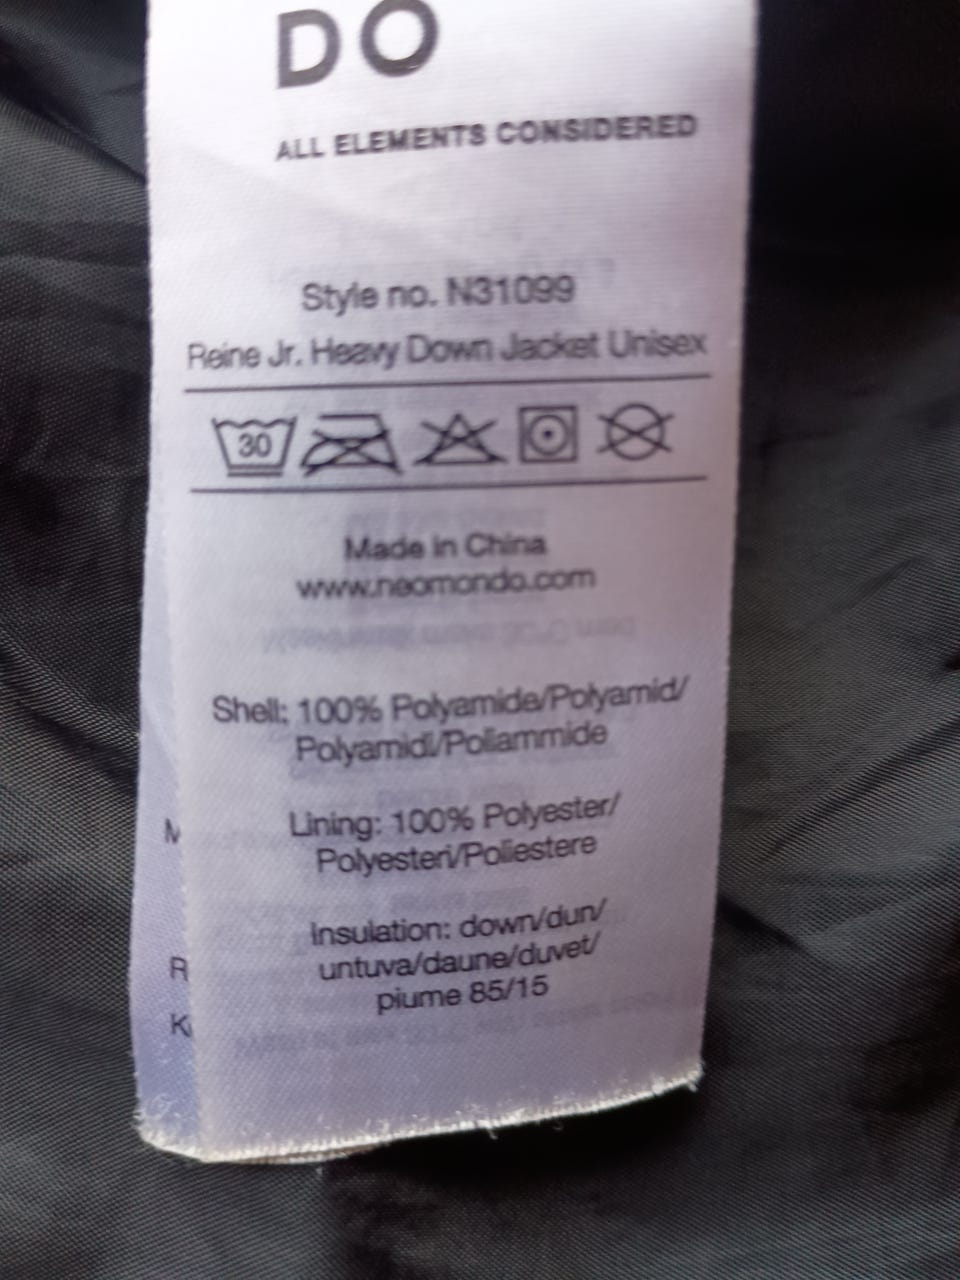 DO
ALL ELEMENTS CONSIDERED
Style no. N31099
Reine Jr. Heavy Down Jacket Unisex
30
Made in China
www.neomondo.com
Shell: 100% Polyamide/Polyamid/
Polyamidi/Poliammide
Lining: 100% Polyester/
Polyesteri/Poliestere
Insulation: down/dun/
untuva/daune/duvet/
piume 85/15
M
R
K